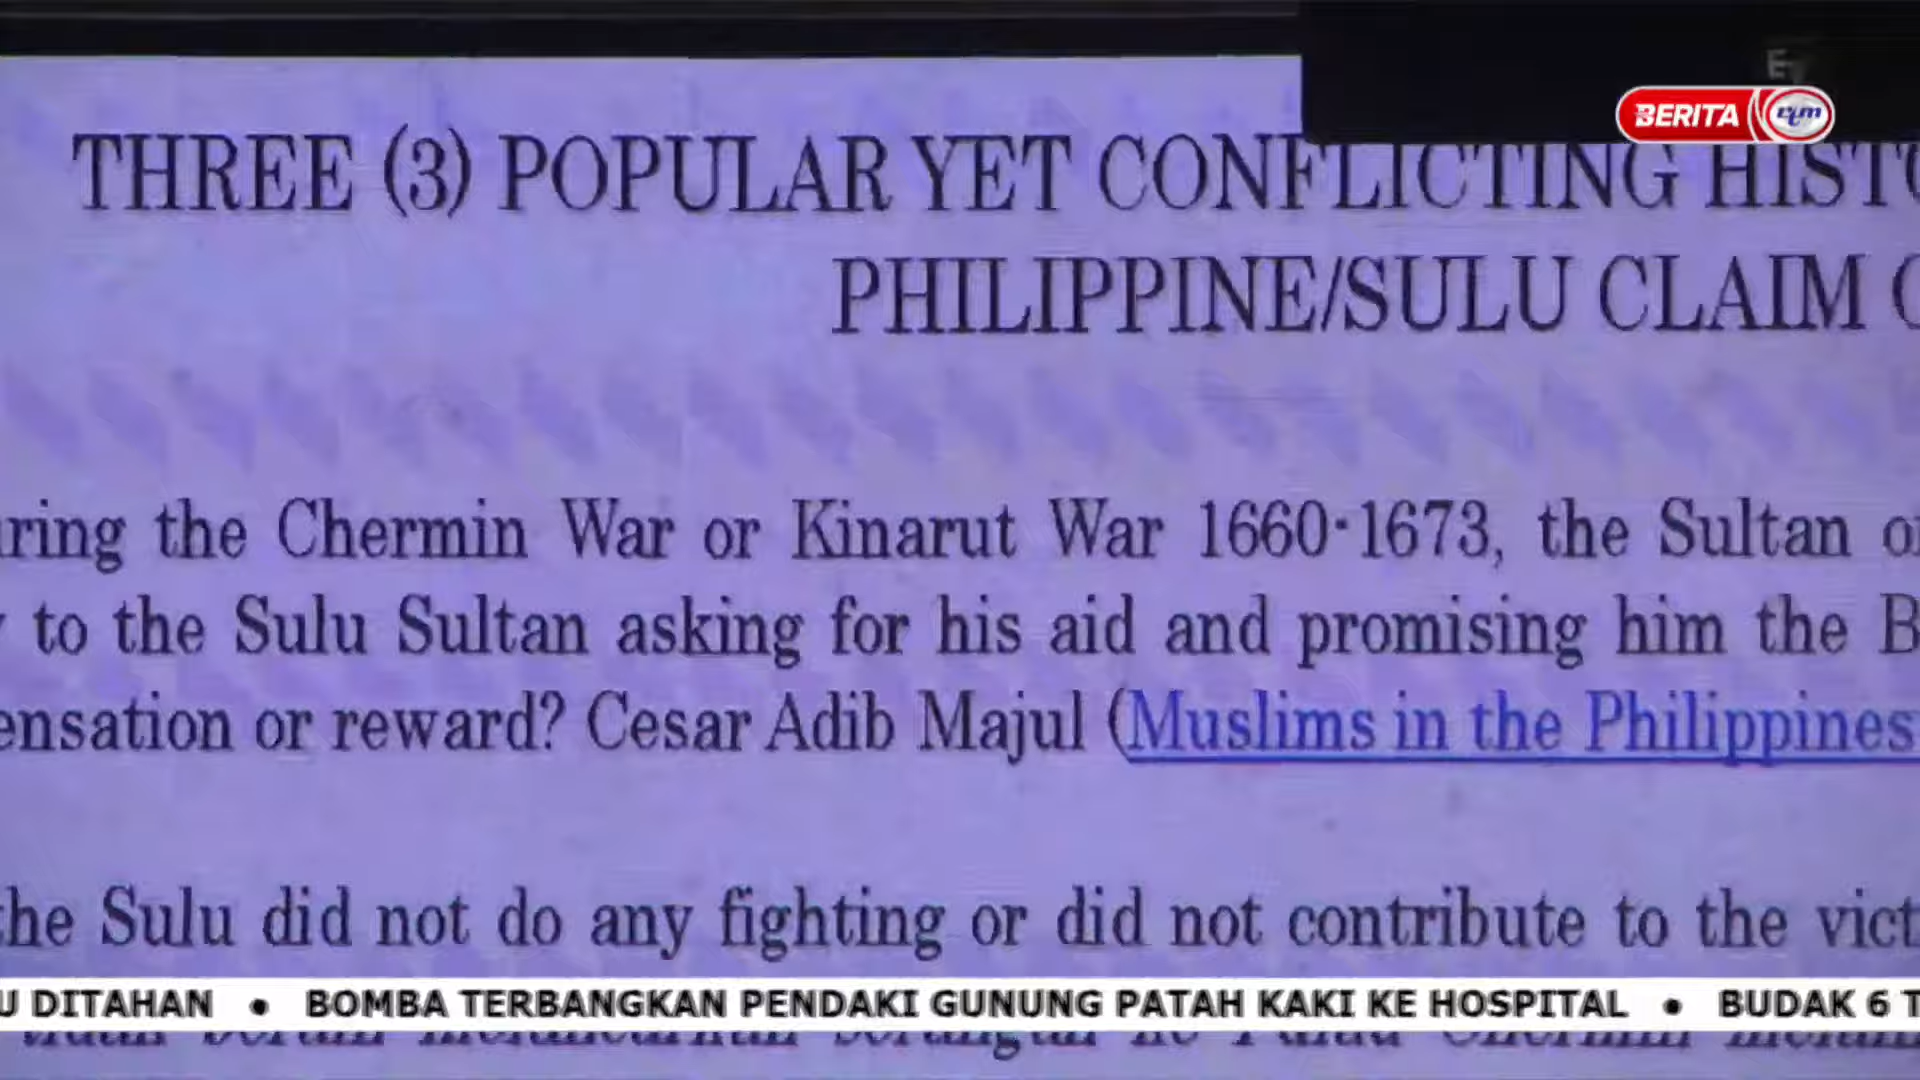 BERITA rtm
THREE (3) POPULAR YET CONFLICTING HISTO
PHILIPPINE/SULU CLAIM
ring the Chermin War or Kinarut War 1660-1673, the Sultan
to the Sulu Sultan asking for his aid and promising him the B
ensation or reward? Cesar Adib Majul (Muslims in the Philippines
the Sulu did not do any fighting or did not contribute to the vict
U DITAHAN • BOMBA TERBANGKAN PENDAKI GUNUNG PATAH KAKI KE HOSPITAL • BUDAK 6 T